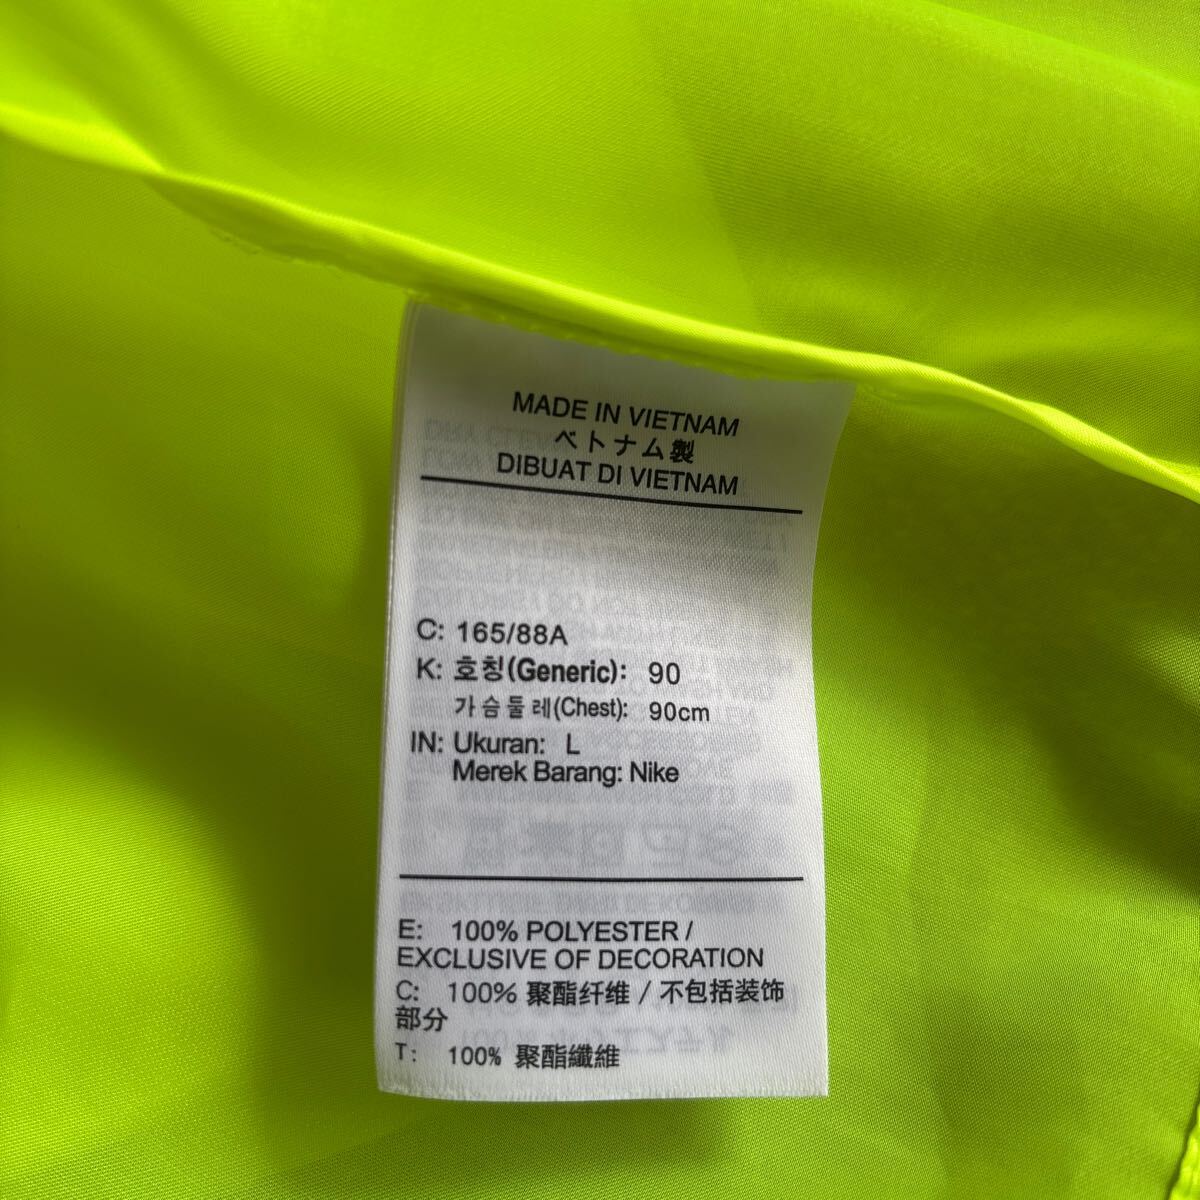 MADE IN VIETNAM
ベトナム製
DIBUAT DI VIETNAM
C: 165/88A
K: 호칭(Generic): 90
가슴둘레(Chest): 90cm
IN: Ukuran: L
Merek Barang: Nike
E: 100% POLYESTER /
EXCLUSIVE OF DECORATION
C: 100% 聚酯纤维 / 不包括装饰
部分
T: 100% 聚酯纖維